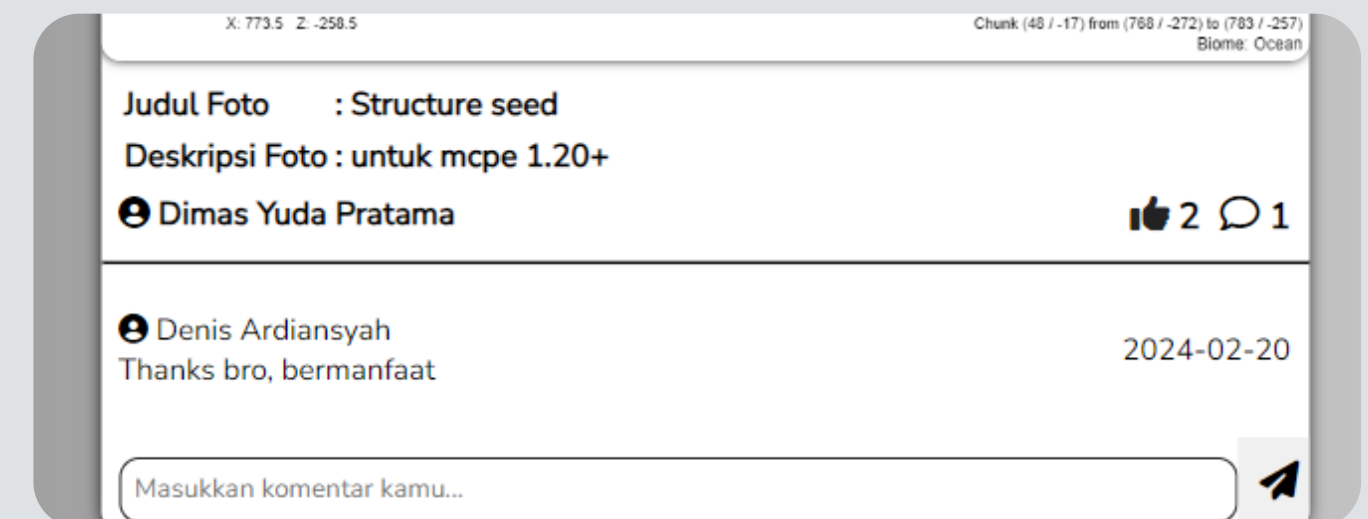 X: 773.5 Z: -258.5
Chunk (48 / -17) from (768 / -272) to (783 / -257)
Biome: Ocean
Judul Foto : Structure seed
Deskripsi Foto : untuk mcpe 1.20+
Dimas Yuda Pratama 2 1
Denis Ardiansyah
Thanks bro, bermanfaat
2024-02-20
Masukkan komentar kamu...